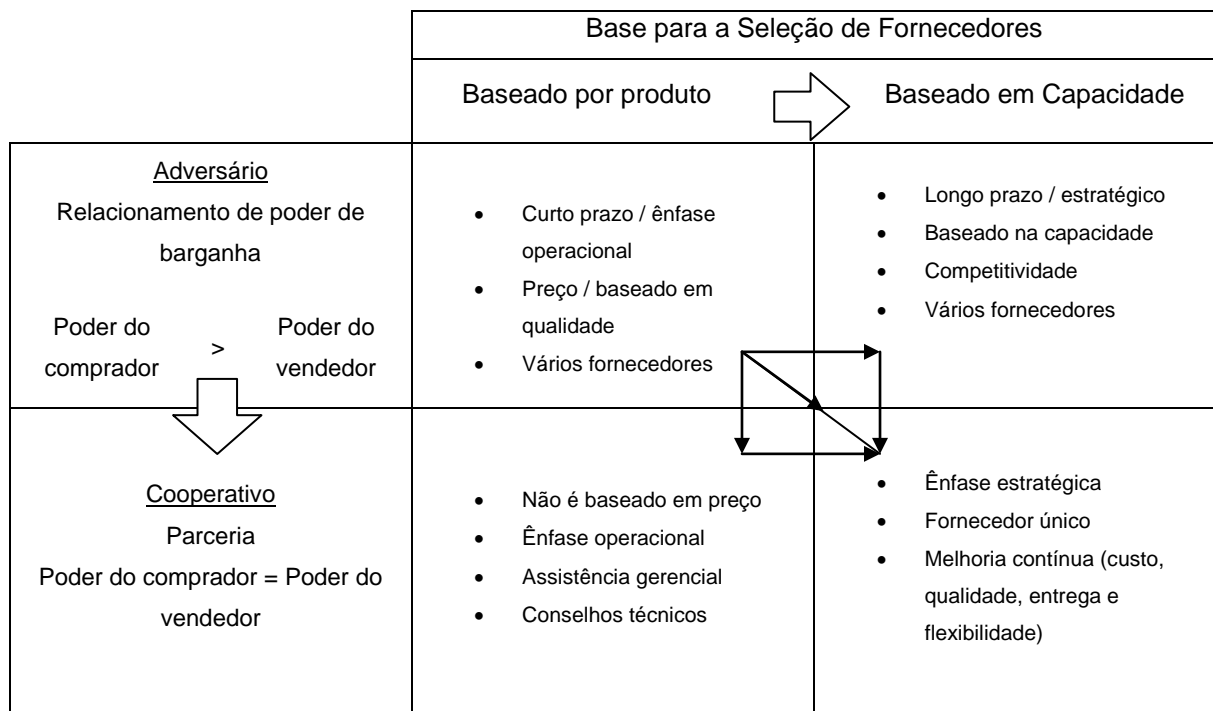 Base para a Seleção de Fornecedores
Baseado por produto
Baseado em Capacidade
Adversário
Relacionamento de poder de
barganha
Poder do
comprador
>
Poder do
vendedor
• Curto prazo / ênfase
operacional
• Preço / baseado em
qualidade
• Vários fornecedores
• Longo prazo / estratégico
• Baseado na capacidade
• Competitividade
• Vários fornecedores
Cooperativo
Parceria
Poder do comprador = Poder do
vendedor
• Não é baseado em preço
• Ênfase operacional
• Assistência gerencial
• Conselhos técnicos
• Ênfase estratégica
• Fornecedor único
• Melhoria contínua (custo,
qualidade, entrega e
flexibilidade)